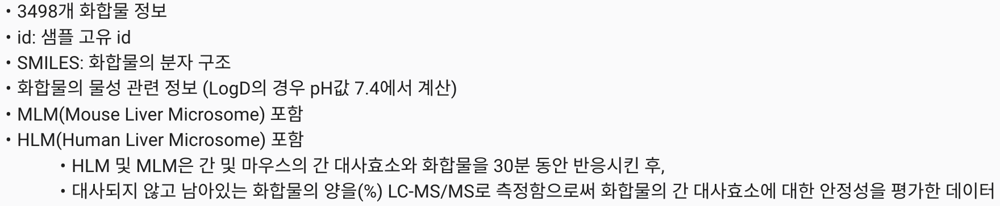 • 3498개 화합물 정보
• id: 샘플 고유 id
• SMILES: 화합물의 분자 구조
• 화합물의 물성 관련 정보 (LogD의 경우 pH값 7.4에서 계산)
• MLM(Mouse Liver Microsome) 포함
• HLM(Human Liver Microsome) 포함
• HLM 및 MLM은 간 및 마우스의 간 대사효소와 화합물을 30분 동안 반응시킨 후,
• 대사되지 않고 남아있는 화합물의 양을(%) LC-MS/MS로 측정함으로써 화합물의 간 대사효소에 대한 안정성을 평가한 데이터